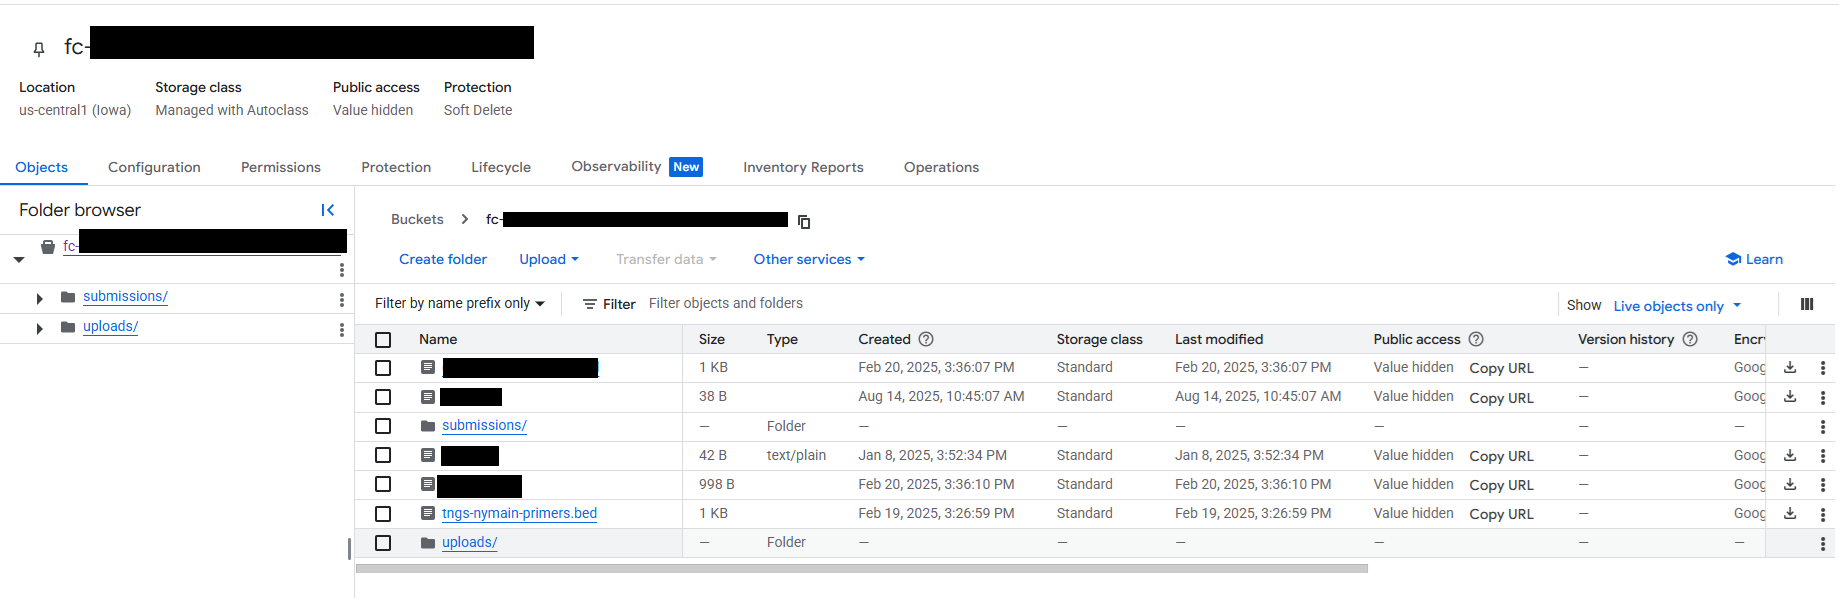 fc-
Location Storage class Public access Protection
us-central1 (Iowa) Managed with Autoclass Value hidden Soft Delete
Objects Configuration Permissions Protection Lifecycle Observability New Inventory Reports Operations
Folder browser
fc-
submissions/
uploads/
Buckets fc-
Create folder Upload Transfer data Other services Learn
Filter by name prefix only Filter Filter objects and folders Show Live objects only
Name Size Type Created Storage class Last modified Public access Version history Encr
1 KB Feb 20, 2025, 3:36:07 PM Standard Feb 20, 2025, 3:36:07 PM Value hidden Copy URL — Goog
38 B Aug 14, 2025, 10:45:07 AM Standard Aug 14, 2025, 10:45:07 AM Value hidden Copy URL — Goog
submissions/ — Folder — — — — — —
42 B text/plain Jan 8, 2025, 3:52:34 PM Standard Jan 8, 2025, 3:52:34 PM Value hidden Copy URL — Goog
998 B Feb 20, 2025, 3:36:10 PM Standard Feb 20, 2025, 3:36:10 PM Value hidden Copy URL — Goog
tngs-nymain-primers.bed 1 KB Feb 19, 2025, 3:26:59 PM Standard Feb 19, 2025, 3:26:59 PM Value hidden Copy URL — Goog
uploads/ — Folder — — — — — —